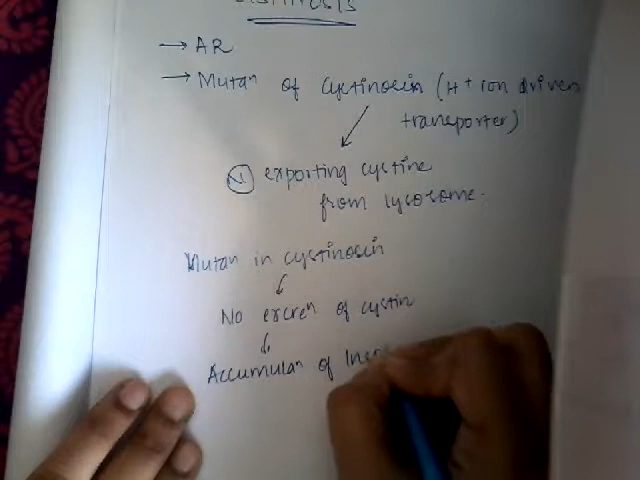 → AR
→ Mutaⁿ of cystinosin (H+ ion driven
transporter)
exporting cystine
from lysosome.
Mutaⁿ in cystinosin
No excreⁿ of cystin
Accumulaⁿ of